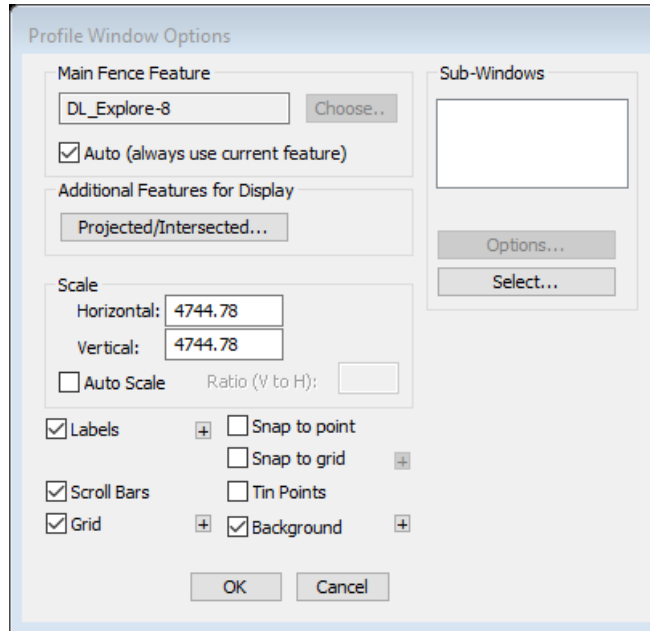 Profile Window Options
Main Fence Feature
DL_Explore-8
Choose..
Auto (always use current feature)
Additional Features for Display
Projected/Intersected...
Scale
Horizontal: 4744.78
Vertical: 4744.78
Auto Scale Ratio (V to H):
Labels + Snap to point
Snap to grid +
Scroll Bars Tin Points
Grid + Background +
OK Cancel
Sub-Windows
Options...
Select...